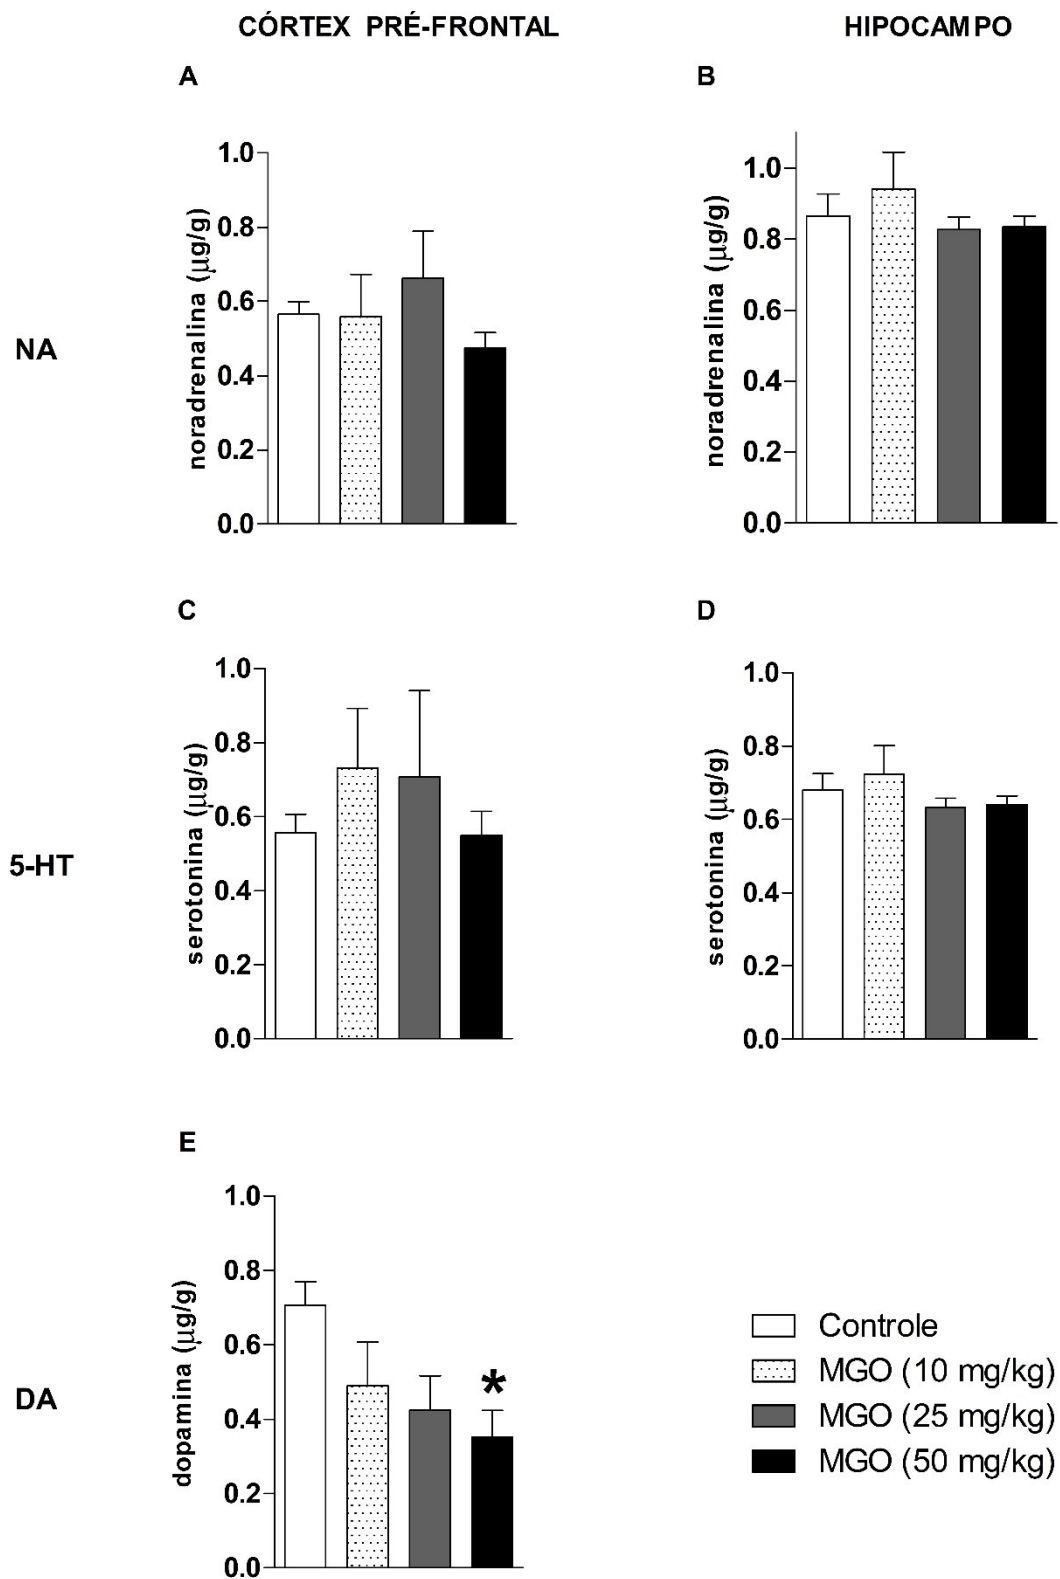 CÓRTEX PRÉ-FRONTAL
HIPOCAMPO
A
B
NA
noradrenalina (µg/g)
1.0
0.8
0.6
0.4
0.2
0.0
noradrenalina (µg/g)
1.0
0.8
0.6
0.4
0.2
0.0
C
D
5-HT
serotonina (µg/g)
1.0
0.8
0.6
0.4
0.2
0.0
serotonina (µg/g)
1.0
0.8
0.6
0.4
0.2
0.0
E
DA
dopamina (µg/g)
1.0
0.8
0.6
0.4
0.2
0.0
*
Controle
MGO (10 mg/kg)
MGO (25 mg/kg)
MGO (50 mg/kg)